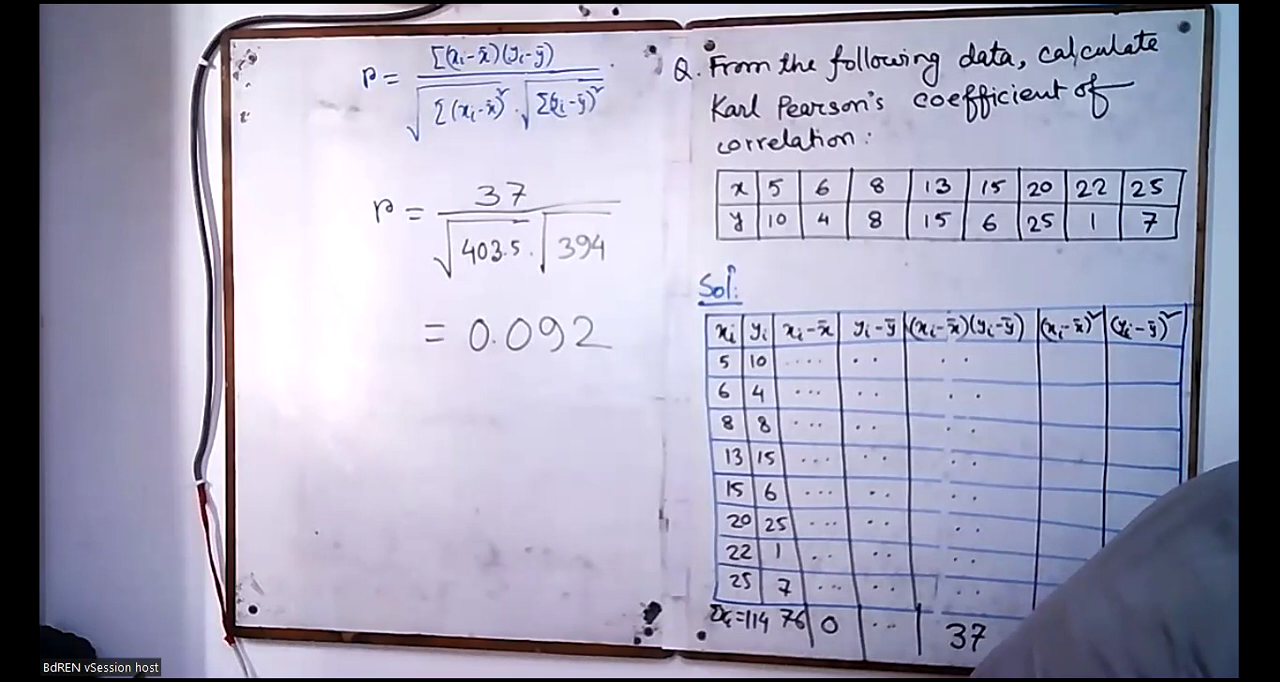 r = Σ(xᵢ-x̄)(yᵢ-ȳ) / √Σ(xᵢ-x̄)² . √Σ(yᵢ-ȳ)²
r = 37 / √403.5 . √394
= 0.092
Q. From the following data, calculate
Karl Pearson's coefficient of
correlation:
x 5 6 8 13 15 20 22 25
y 10 4 8 15 6 25 1 7
Sol:
xᵢ yᵢ xᵢ-x̄ yᵢ-ȳ (xᵢ-x̄)(yᵢ-ȳ) (xᵢ-x̄)² (yᵢ-ȳ)²
5 10 .... .. ..
6 4 ... .. ..
8 8 ... .. ..
13 15 ... .. ..
15 6 ... .. ..
20 25 ... .. ..
22 1 .. .. ..
25 7 ... .. ..
Σxᵢ=114 76 0 ... 37
BdREN vSession host